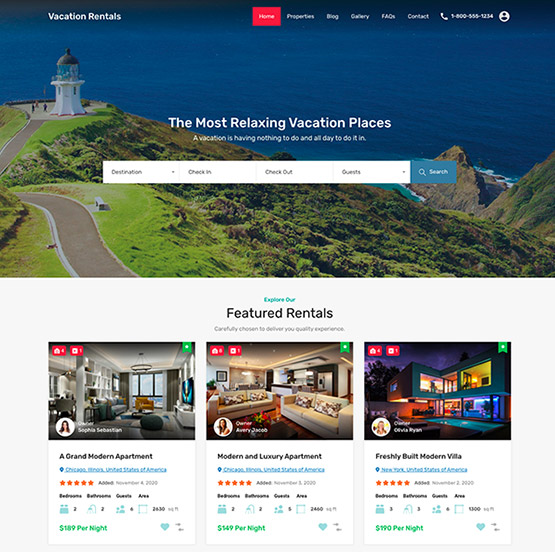 Vacation Rentals
Home Properties Blog Gallery FAQs Contact 1-800-555-1234
The Most Relaxing Vacation Places
A vacation is having nothing to do and all day to do it in.
Destination Check In Check Out Guests Search
Explore Our
Featured Rentals
Carefully chosen to deliver you quality experience.
4 1
Owner
Sophia Sebastian
A Grand Modern Apartment
Chicago, Illinois, United States of America
Added: November 4, 2020
Bedrooms Bathrooms Guests Area
2 2 6 2630 sq ft
$189 Per Night
8 1
Owner
Avery Jacob
Modern and Luxury Apartment
Chicago, Illinois, United States of America
Added: November 3, 2020
Bedrooms Bathrooms Guests Area
2 3 5 2460 sq ft
$149 Per Night
4 1
Owner
Olivia Ryan
Freshly Built Modern Villa
New York, United States of America
Added: November 2, 2020
Bedrooms Bathrooms Guests Area
3 3 6 1300 sq ft
$190 Per Night